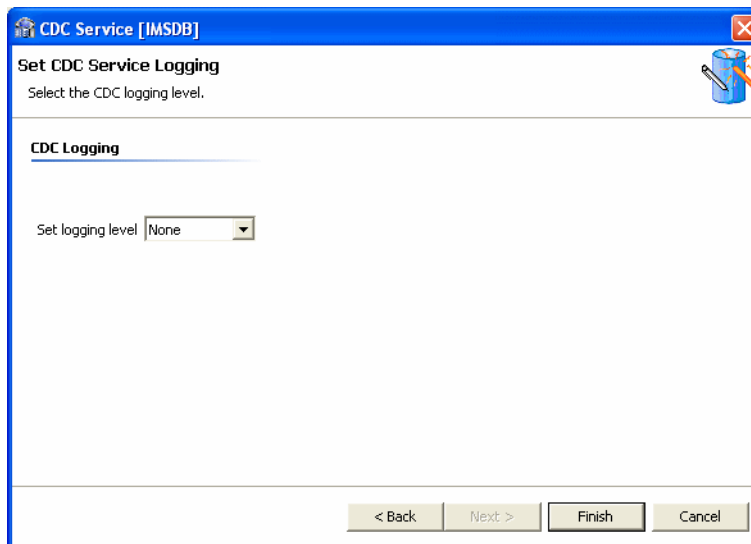 CDC Service [IMSDB]
Set CDC Service Logging
Select the CDC logging level.
CDC Logging
Set logging level None
< Back Next > Finish Cancel